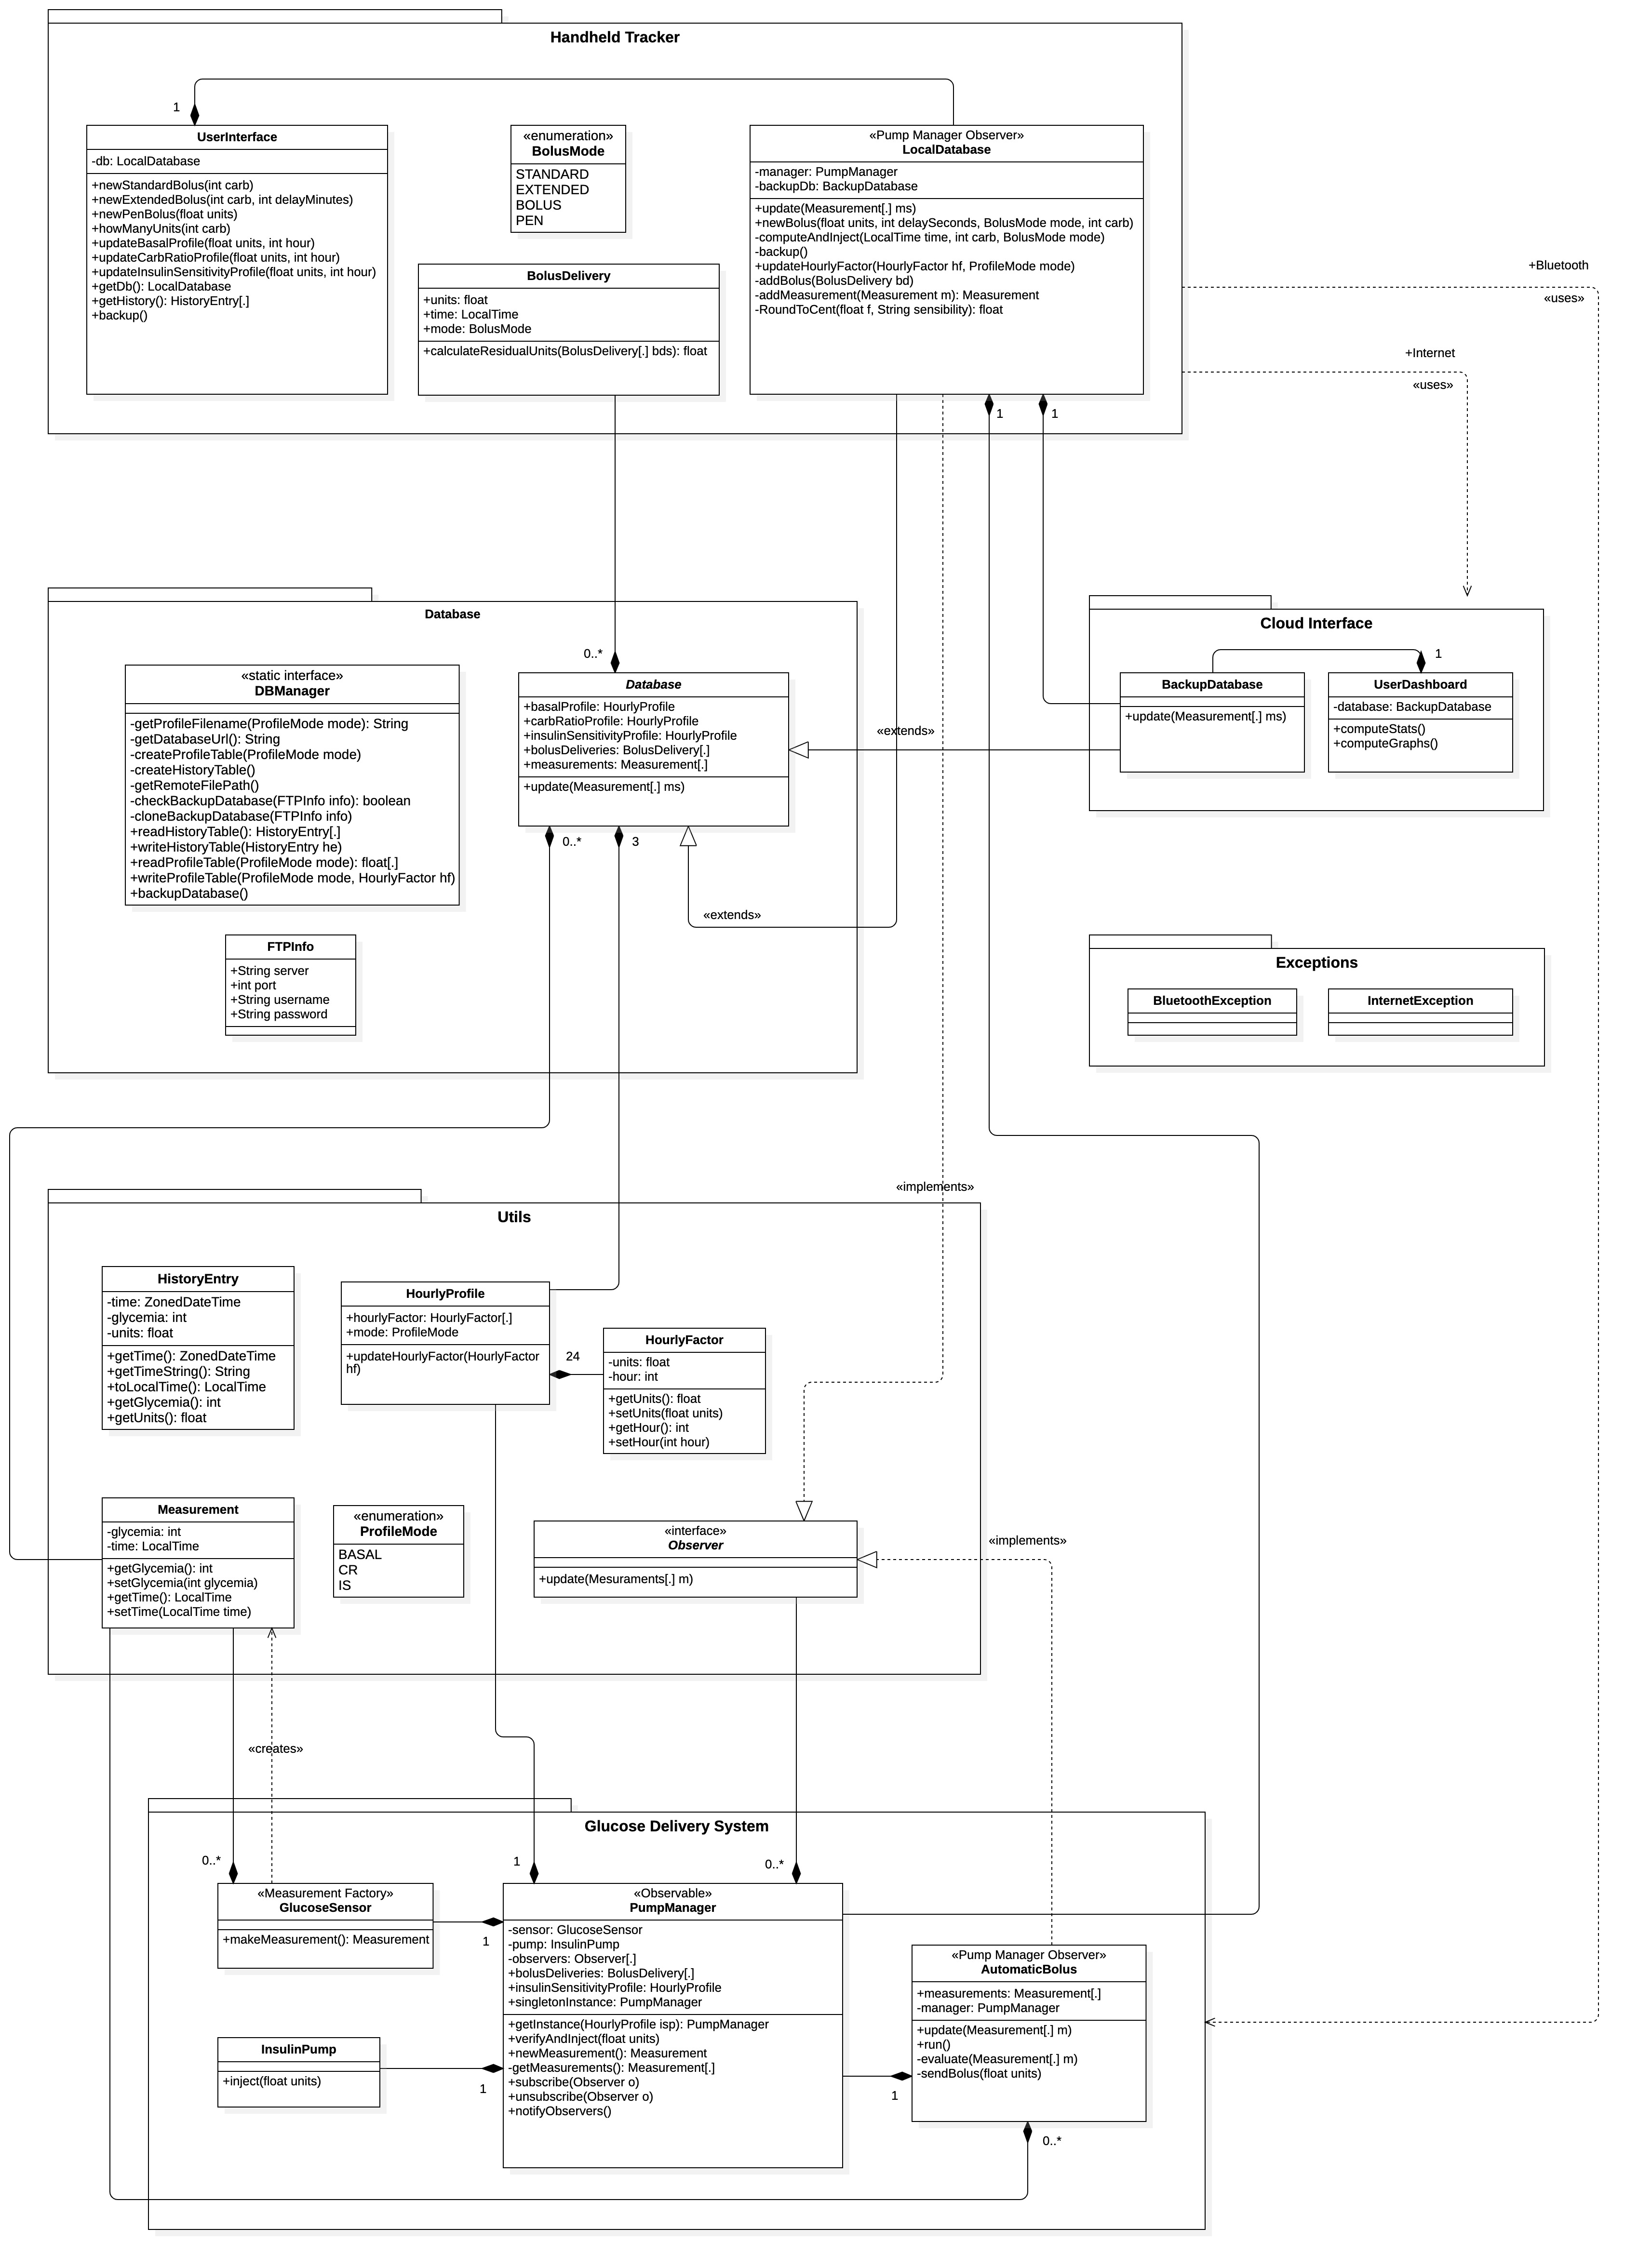 Handheld Tracker
1
UserInterface
-db: LocalDatabase
+newStandardBolus(int carb)
+newExtendedBolus(int carb, int delayMinutes)
+newPenBolus(float units)
+howManyUnits(int carb)
+updateBasalProfile(float units, int hour)
+updateCarbRatioProfile(float units, int hour)
+updateInsulinSensitivityProfile(float units, int hour)
+getDb(): LocalDatabase
+getHistory(): HistoryEntry[.]
+backup()
«enumeration»
BolusMode
STANDARD
EXTENDED
BOLUS
PEN
BolusDelivery
+units: float
+time: LocalTime
+mode: BolusMode
+calculateResidualUnits(BolusDelivery[.] bds): float
«Pump Manager Observer»
LocalDatabase
-manager: PumpManager
-backupDb: BackupDatabase
+update(Measurement[.] ms)
+newBolus(float units, int delaySeconds, BolusMode mode, int carb)
-computeAndInject(LocalTime time, int carb, BolusMode mode)
-backup()
+updateHourlyFactor(HourlyFactor hf, ProfileMode mode)
-addBolus(BolusDelivery bd)
-addMeasurement(Measurement m): Measurement
-RoundToCent(float f, String sensibility): float
1
1
+Bluetooth
«uses»
+Internet
«uses»
Database
«static interface»
DBManager
-getProfileFilename(ProfileMode mode): String
-getDatabaseUrl(): String
-createProfileTable(ProfileMode mode)
-createHistoryTable()
-getRemoteFilePath()
-checkBackupDatabase(FTPInfo info): boolean
-cloneBackupDatabase(FTPInfo info)
+readHistoryTable(): HistoryEntry[.]
+writeHistoryTable(HistoryEntry he)
+readProfileTable(ProfileMode mode): float[.]
+writeProfileTable(ProfileMode mode, HourlyFactor hf)
+backupDatabase()
FTPInfo
+String server
+int port
+String username
+String password
0..*
Database
+basalProfile: HourlyProfile
+carbRatioProfile: HourlyProfile
+insulinSensitivityProfile: HourlyProfile
+bolusDeliveries: BolusDelivery[.]
+measurements: Measurement[.]
+update(Measurement[.] ms)
0..*
3
«extends»
«extends»
Cloud Interface
1
BackupDatabase
+update(Measurement[.] ms)
UserDashboard
-database: BackupDatabase
+computeStats()
+computeGraphs()
Exceptions
BluetoothException
InternetException
«implements»
Utils
HistoryEntry
-time: ZonedDateTime
-glycemia: int
-units: float
+getTime(): ZonedDateTime
+getTimeString(): String
+toLocalTime(): LocalTime
+getGlycemia(): int
+getUnits(): float
HourlyProfile
+hourlyFactor: HourlyFactor[.]
+mode: ProfileMode
+updateHourlyFactor(HourlyFactor
hf)
24
HourlyFactor
-units: float
-hour: int
+getUnits(): float
+setUnits(float units)
+getHour(): int
+setHour(int hour)
Measurement
-glycemia: int
-time: LocalTime
+getGlycemia(): int
+setGlycemia(int glycemia)
+getTime(): LocalTime
+setTime(LocalTime time)
«enumeration»
ProfileMode
BASAL
CR
IS
«interface»
Observer
+update(Mesuraments[.] m)
«implements»
«creates»
Glucose Delivery System
0..*
1
0..*
«Measurement Factory»
GlucoseSensor
+makeMeasurement(): Measurement
1
InsulinPump
+inject(float units)
1
«Observable»
PumpManager
-sensor: GlucoseSensor
-pump: InsulinPump
-observers: Observer[.]
+bolusDeliveries: BolusDelivery[.]
+insulinSensitivityProfile: HourlyProfile
+singletonInstance: PumpManager
+getInstance(HourlyProfile isp): PumpManager
+verifyAndInject(float units)
+newMeasurement(): Measurement
-getMeasurements(): Measurement[.]
+subscribe(Observer o)
+unsubscribe(Observer o)
+notifyObservers()
1
«Pump Manager Observer»
AutomaticBolus
+measurements: Measurement[.]
-manager: PumpManager
+update(Measurement[.] m)
+run()
-evaluate(Measurement[.] m)
-sendBolus(float units)
0..*